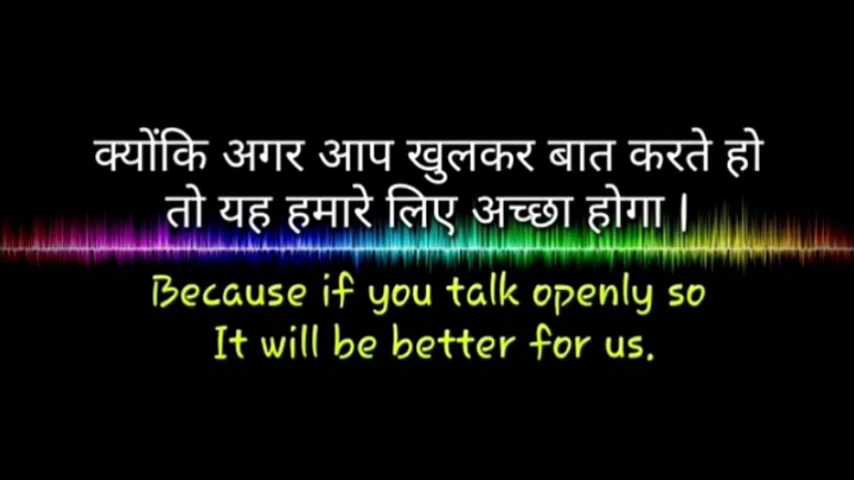 क्योंकि अगर आप खुलकर बात करते हो
तो यह हमारे लिए अच्छा होगा |
Because if you talk openly so
It will be better for us.